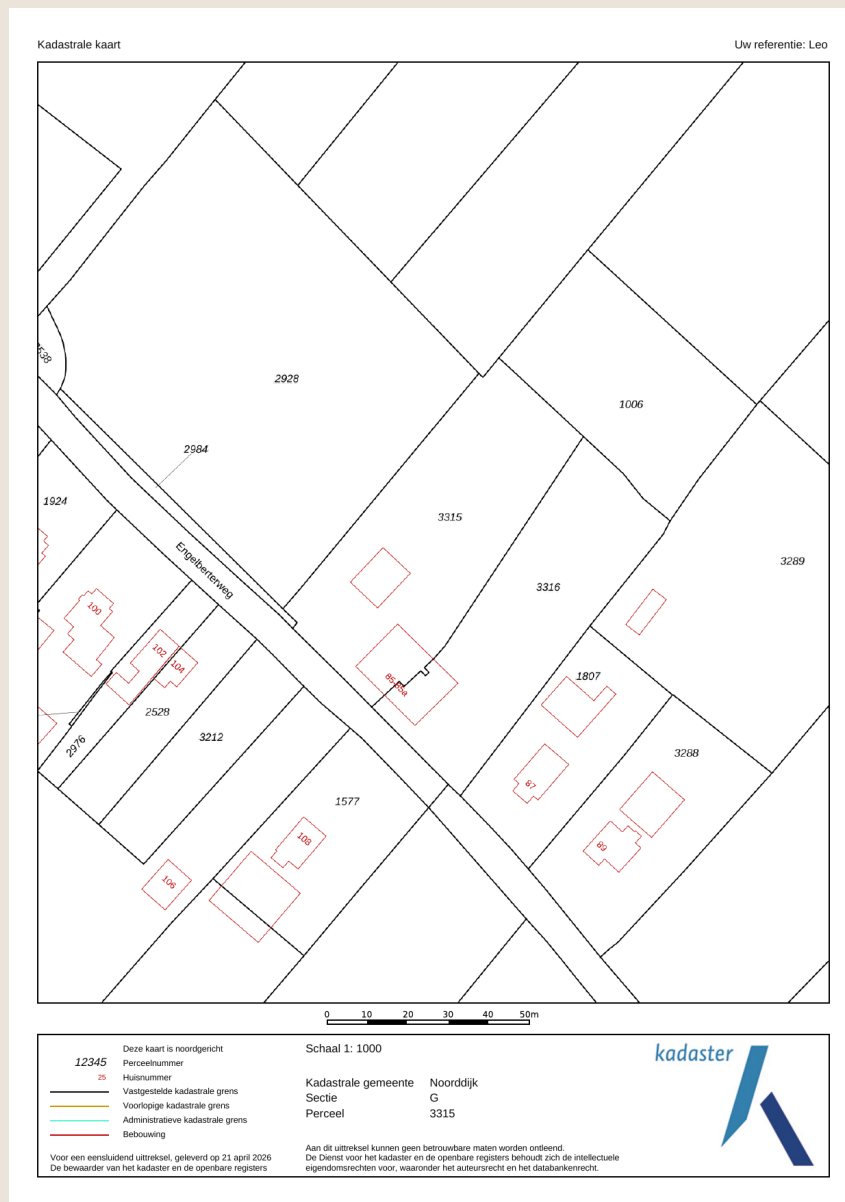 Kadastrale kaart
Uw referentie: Leo
2928
1006
2984
1924
3315
3289
Engelberterweg
3316
100
102
104
85-85a
1807
2528
3212
2976
3288
87
1577
108
89
106
0 10 20 30 40 50m
Deze kaart is noordgericht
12345 Perceelnummer
25 Huisnummer
Vastgestelde kadastrale grens
Voorlopige kadastrale grens
Administratieve kadastrale grens
Bebouwing
Voor een eensluidend uittreksel, geleverd op 21 april 2026
De bewaarder van het kadaster en de openbare registers
Schaal 1: 1000
Kadastrale gemeente Noorddijk
Sectie G
Perceel 3315
Aan dit uittreksel kunnen geen betrouwbare maten worden ontleend.
De Dienst voor het kadaster en de openbare registers behoudt zich de intellectuele
eigendomsrechten voor, waaronder het auteursrecht en het databankenrecht.
kadaster